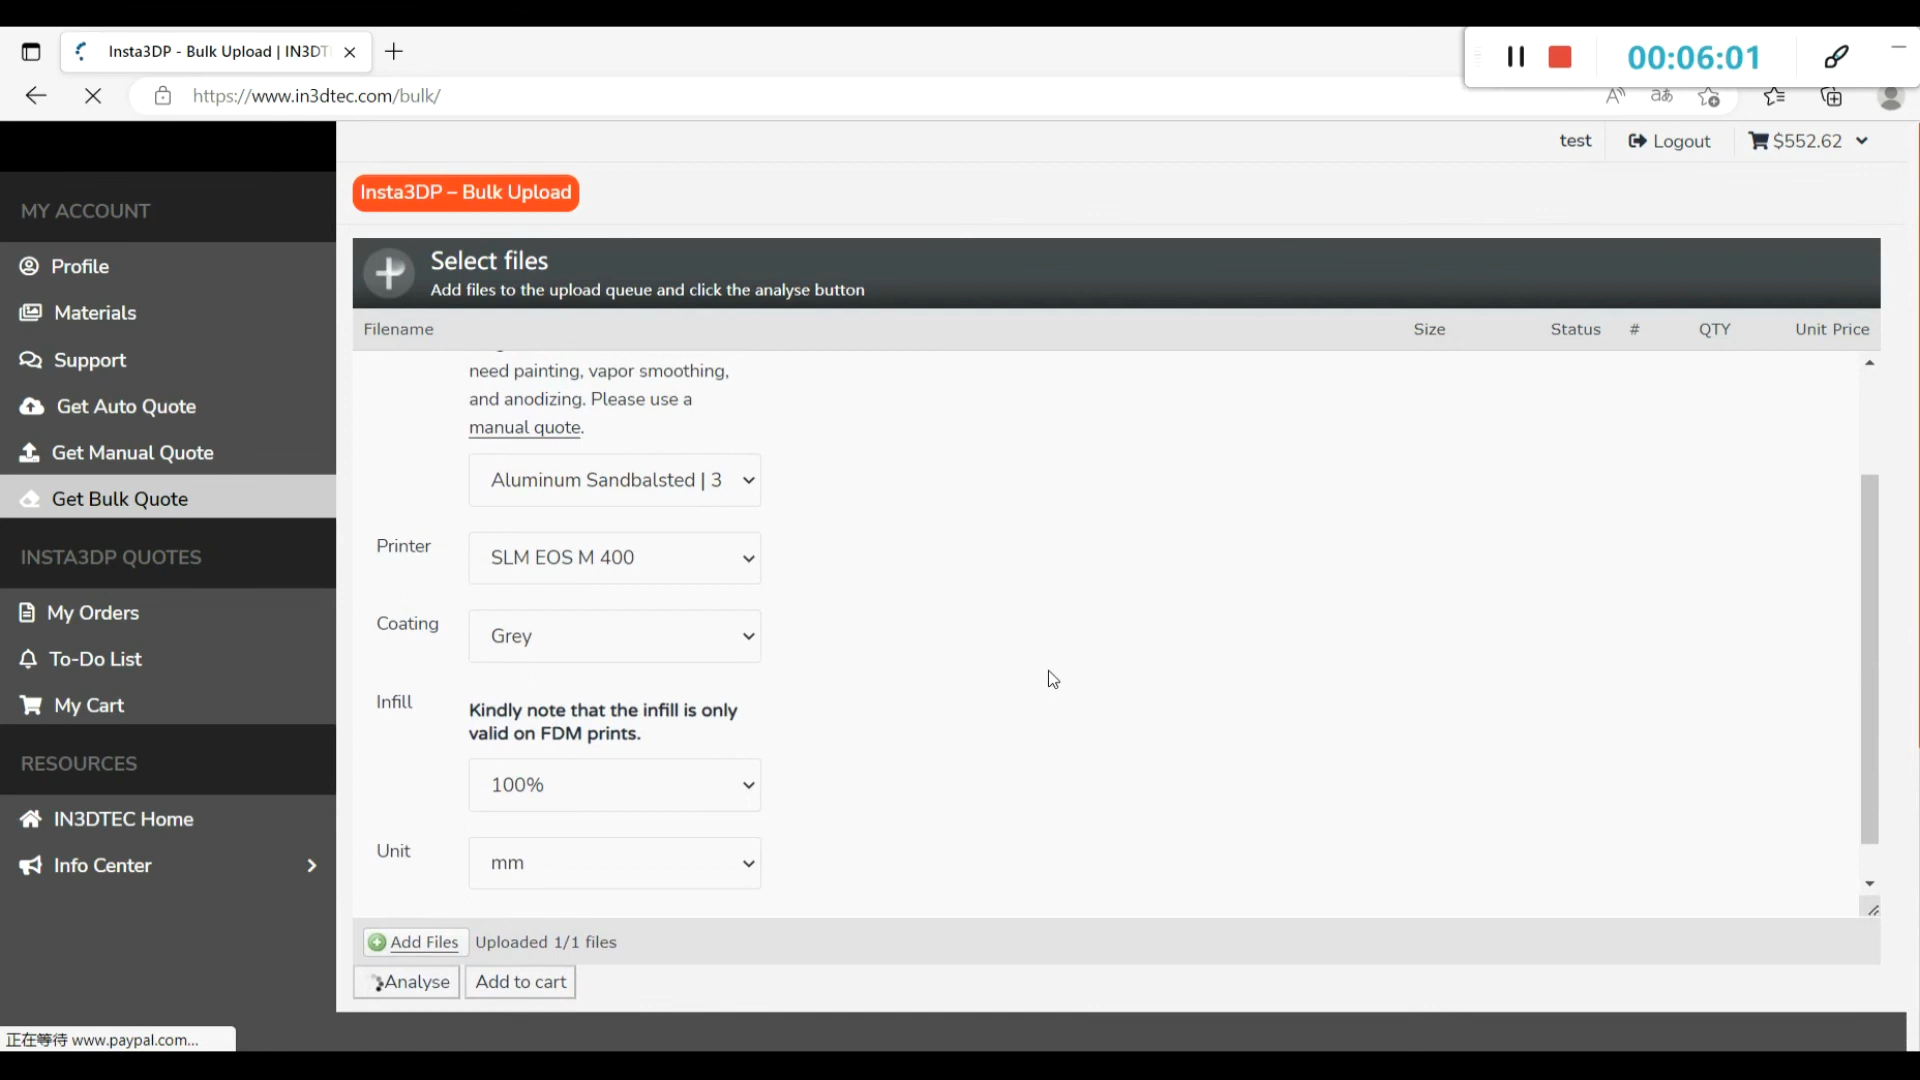 Insta3DP - Bulk Upload | IN3DT
00:06:01
https://www.in3dtec.com/bulk/
test
Logout
$552.62
MY ACCOUNT
Profile
Materials
Support
Get Auto Quote
Get Manual Quote
Get Bulk Quote
INSTA3DP QUOTES
My Orders
To-Do List
My Cart
RESOURCES
IN3DTEC Home
Info Center
Insta3DP – Bulk Upload
Select files
Add files to the upload queue and click the analyse button
Filename Size Status # QTY Unit Price
need painting, vapor smoothing,
and anodizing. Please use a
manual quote.
Aluminum Sandbalsted | 3
Printer SLM EOS M 400
Coating Grey
Infill
Kindly note that the infill is only
valid on FDM prints.
100%
Unit mm
Add Files Uploaded 1/1 files
Analyse Add to cart
正在等待 www.paypal.com...